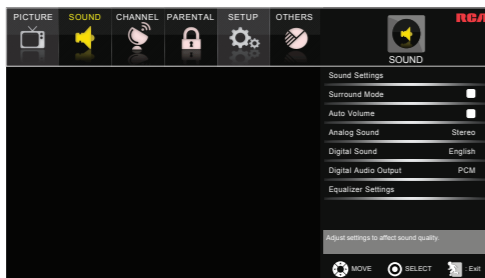 PICTURE SOUND CHANNEL PARENTAL SETUP OTHERS
RCA
SOUND
Sound Settings
Surround Mode
Auto Volume
Analog Sound Stereo
Digital Sound English
Digital Audio Output PCM
Equalizer Settings
Adjust settings to affect sound quality.
MOVE SELECT : Exit